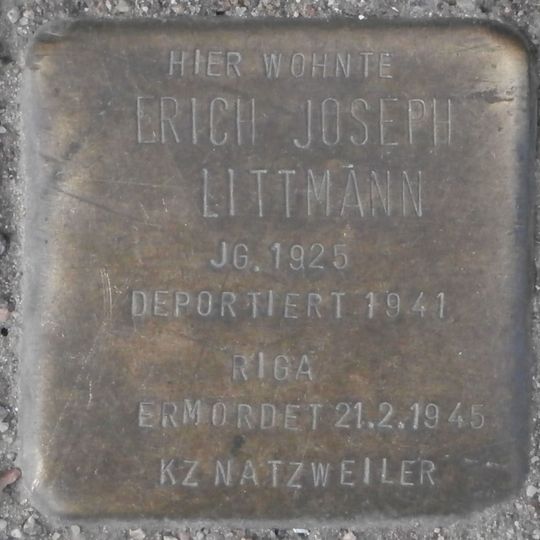 HIER WOHNTE
ERICH JOSEPH
LITTMANN
JG. 1925
DEPORTIERT 1941
RIGA
ERMORDET 21.2.1945
KZ NATZWEILER